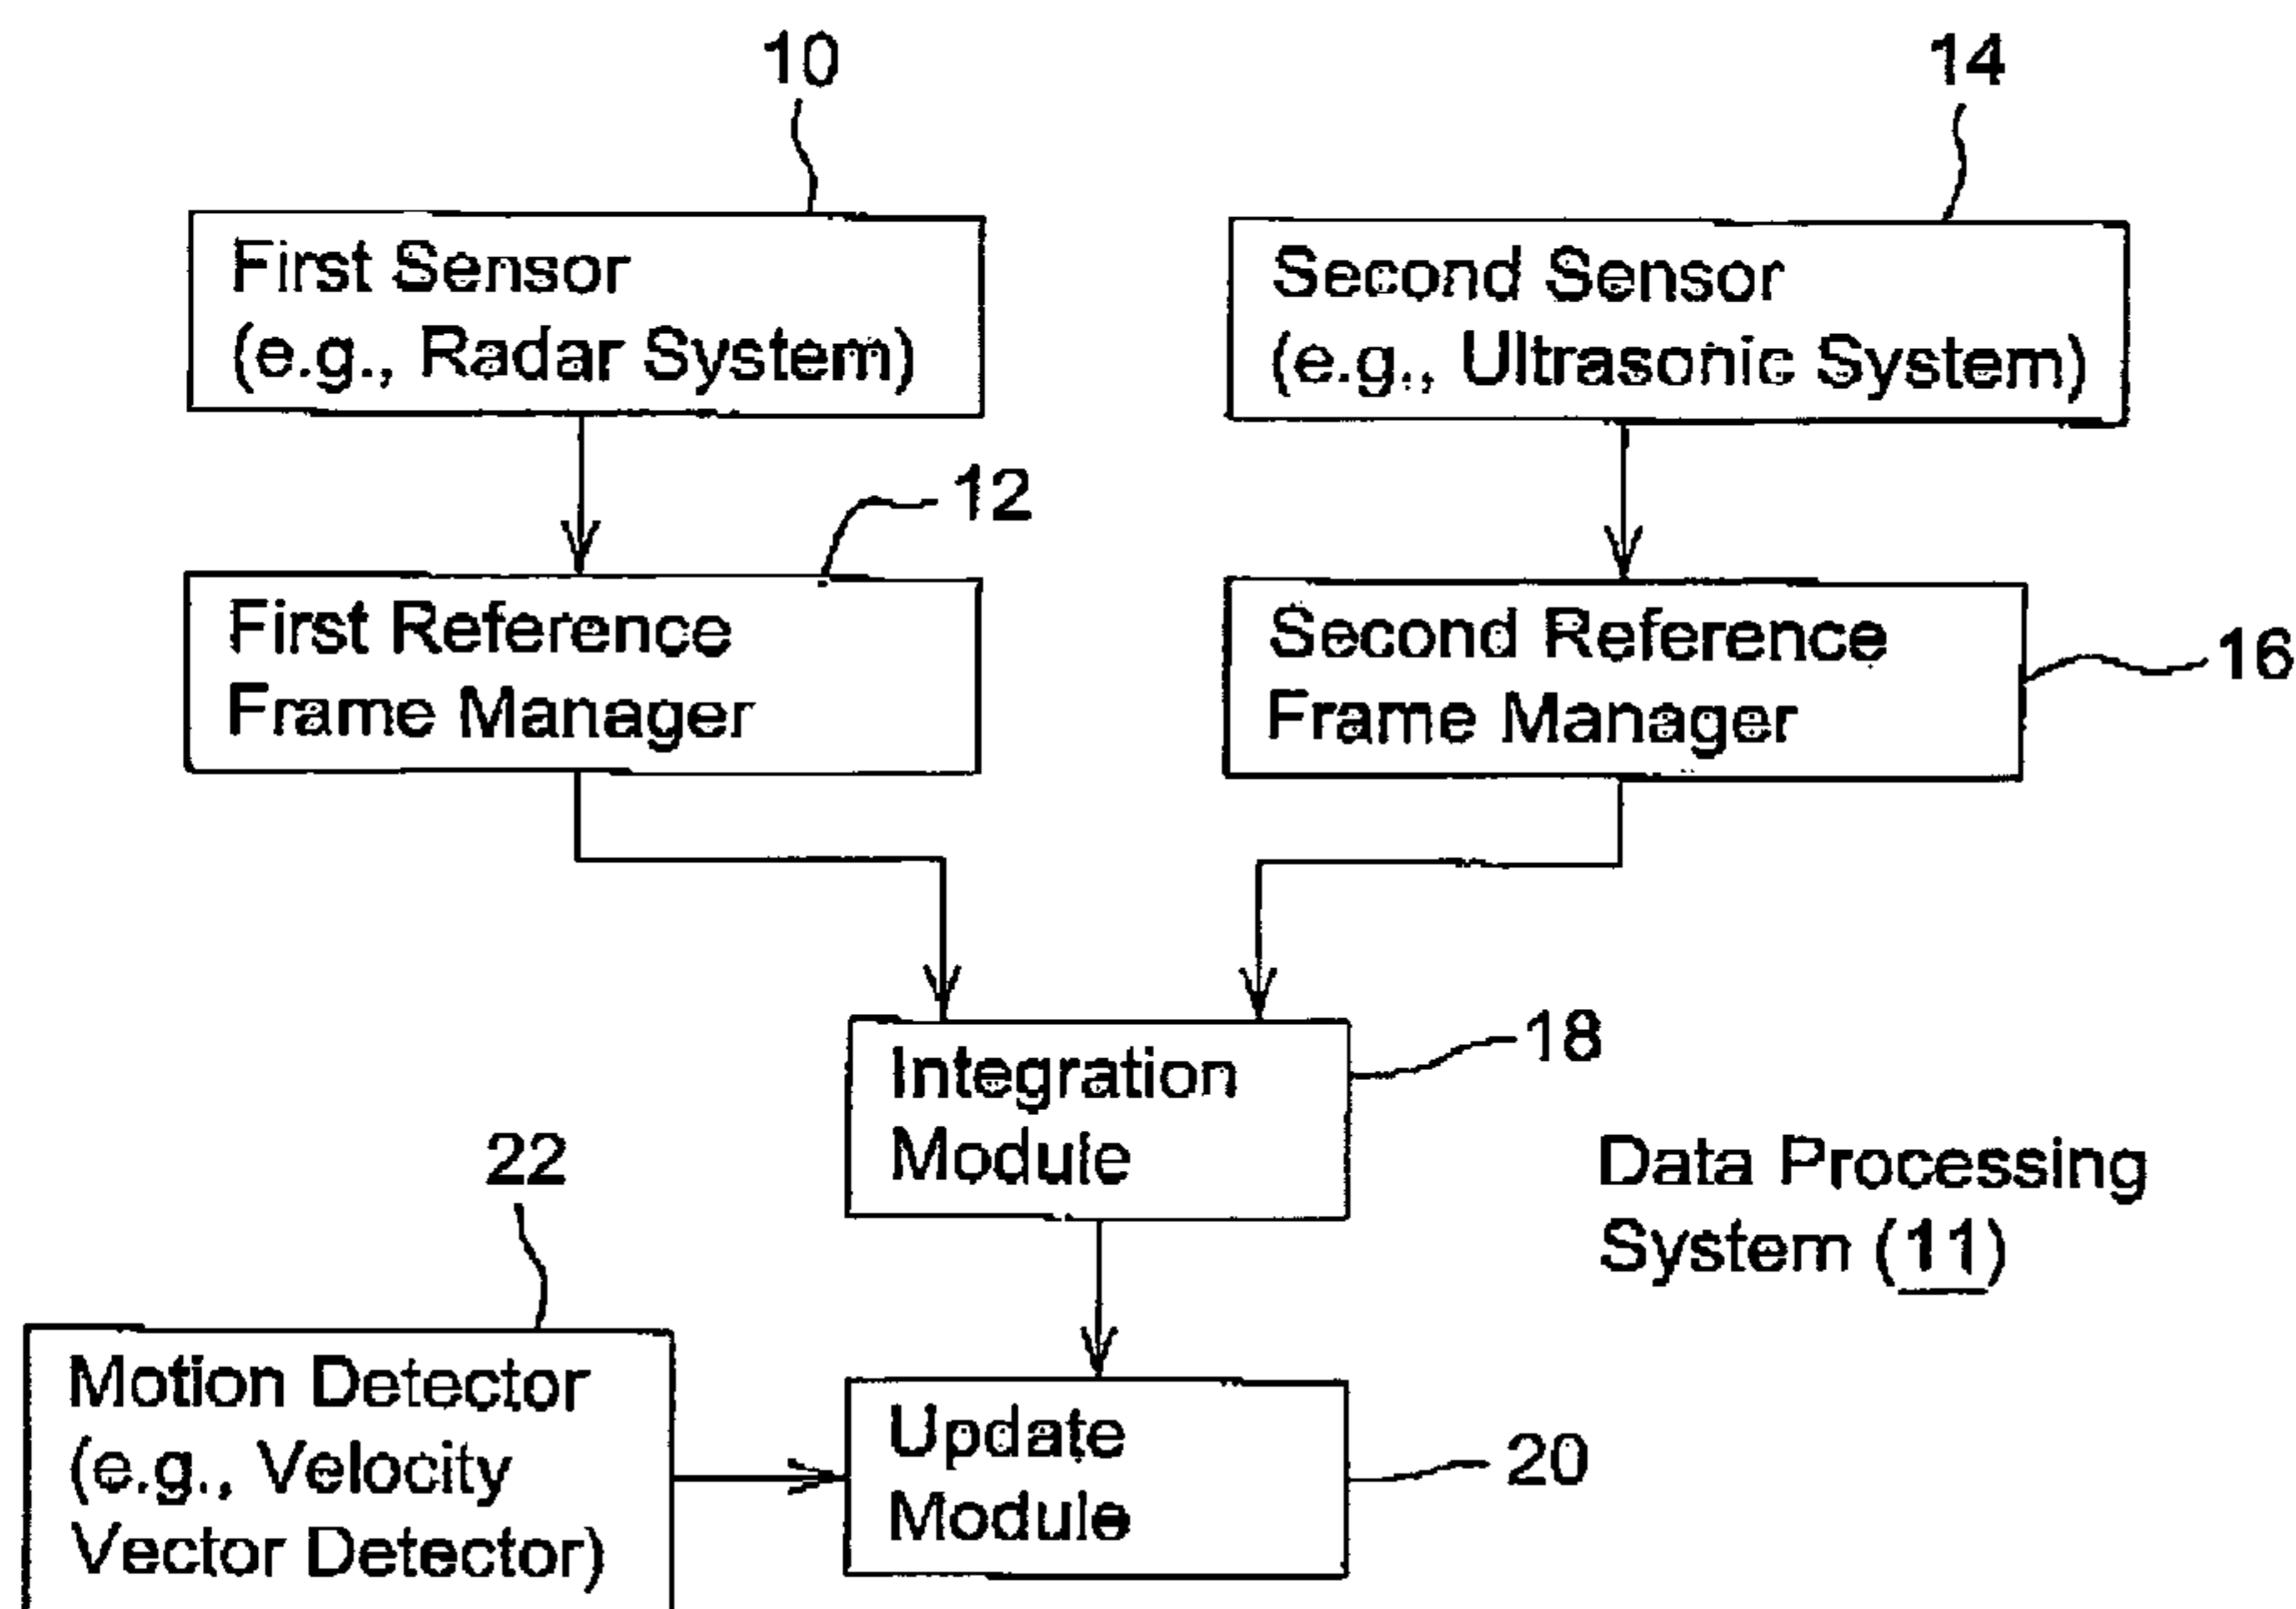 10
14
First Sensor
(e.g., Radar System)
Second Sensor
(e.g., Ultrasonic System)
12
First Reference
Frame Manager
Second Reference
Frame Manager
16
Integration
Module
18
22
Data Processing
System (11)
Motion Detector
(e.g., Velocity
Vector Detector)
Update
Module
20